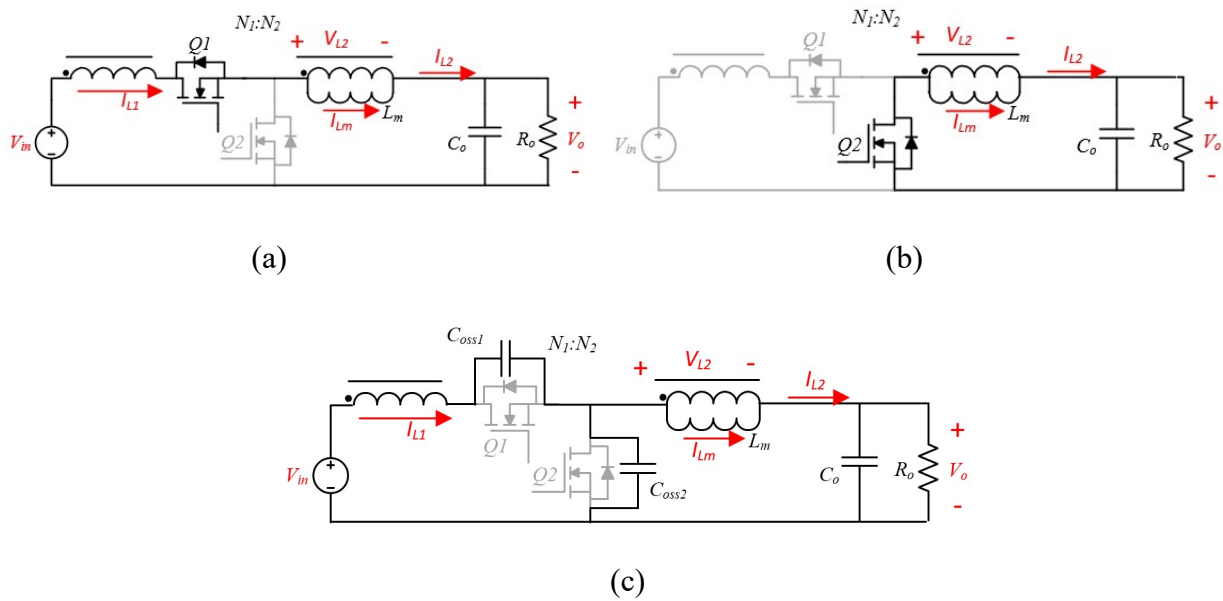 N1:N2
Q1
+ VL2 -
IL2
IL1
ILm
Lm
Vin
Q2
Co
Ro
+
Vo
-
(a)
N1:N2
Q1
+ VL2 -
IL2
ILm
Lm
Vin
Q2
Co
Ro
+
Vo
-
(b)
Coss1
N1:N2
+ VL2 -
IL2
IL1
Q1
ILm
Lm
Vin
Q2
Coss2
Co
Ro
+
Vo
-
(c)